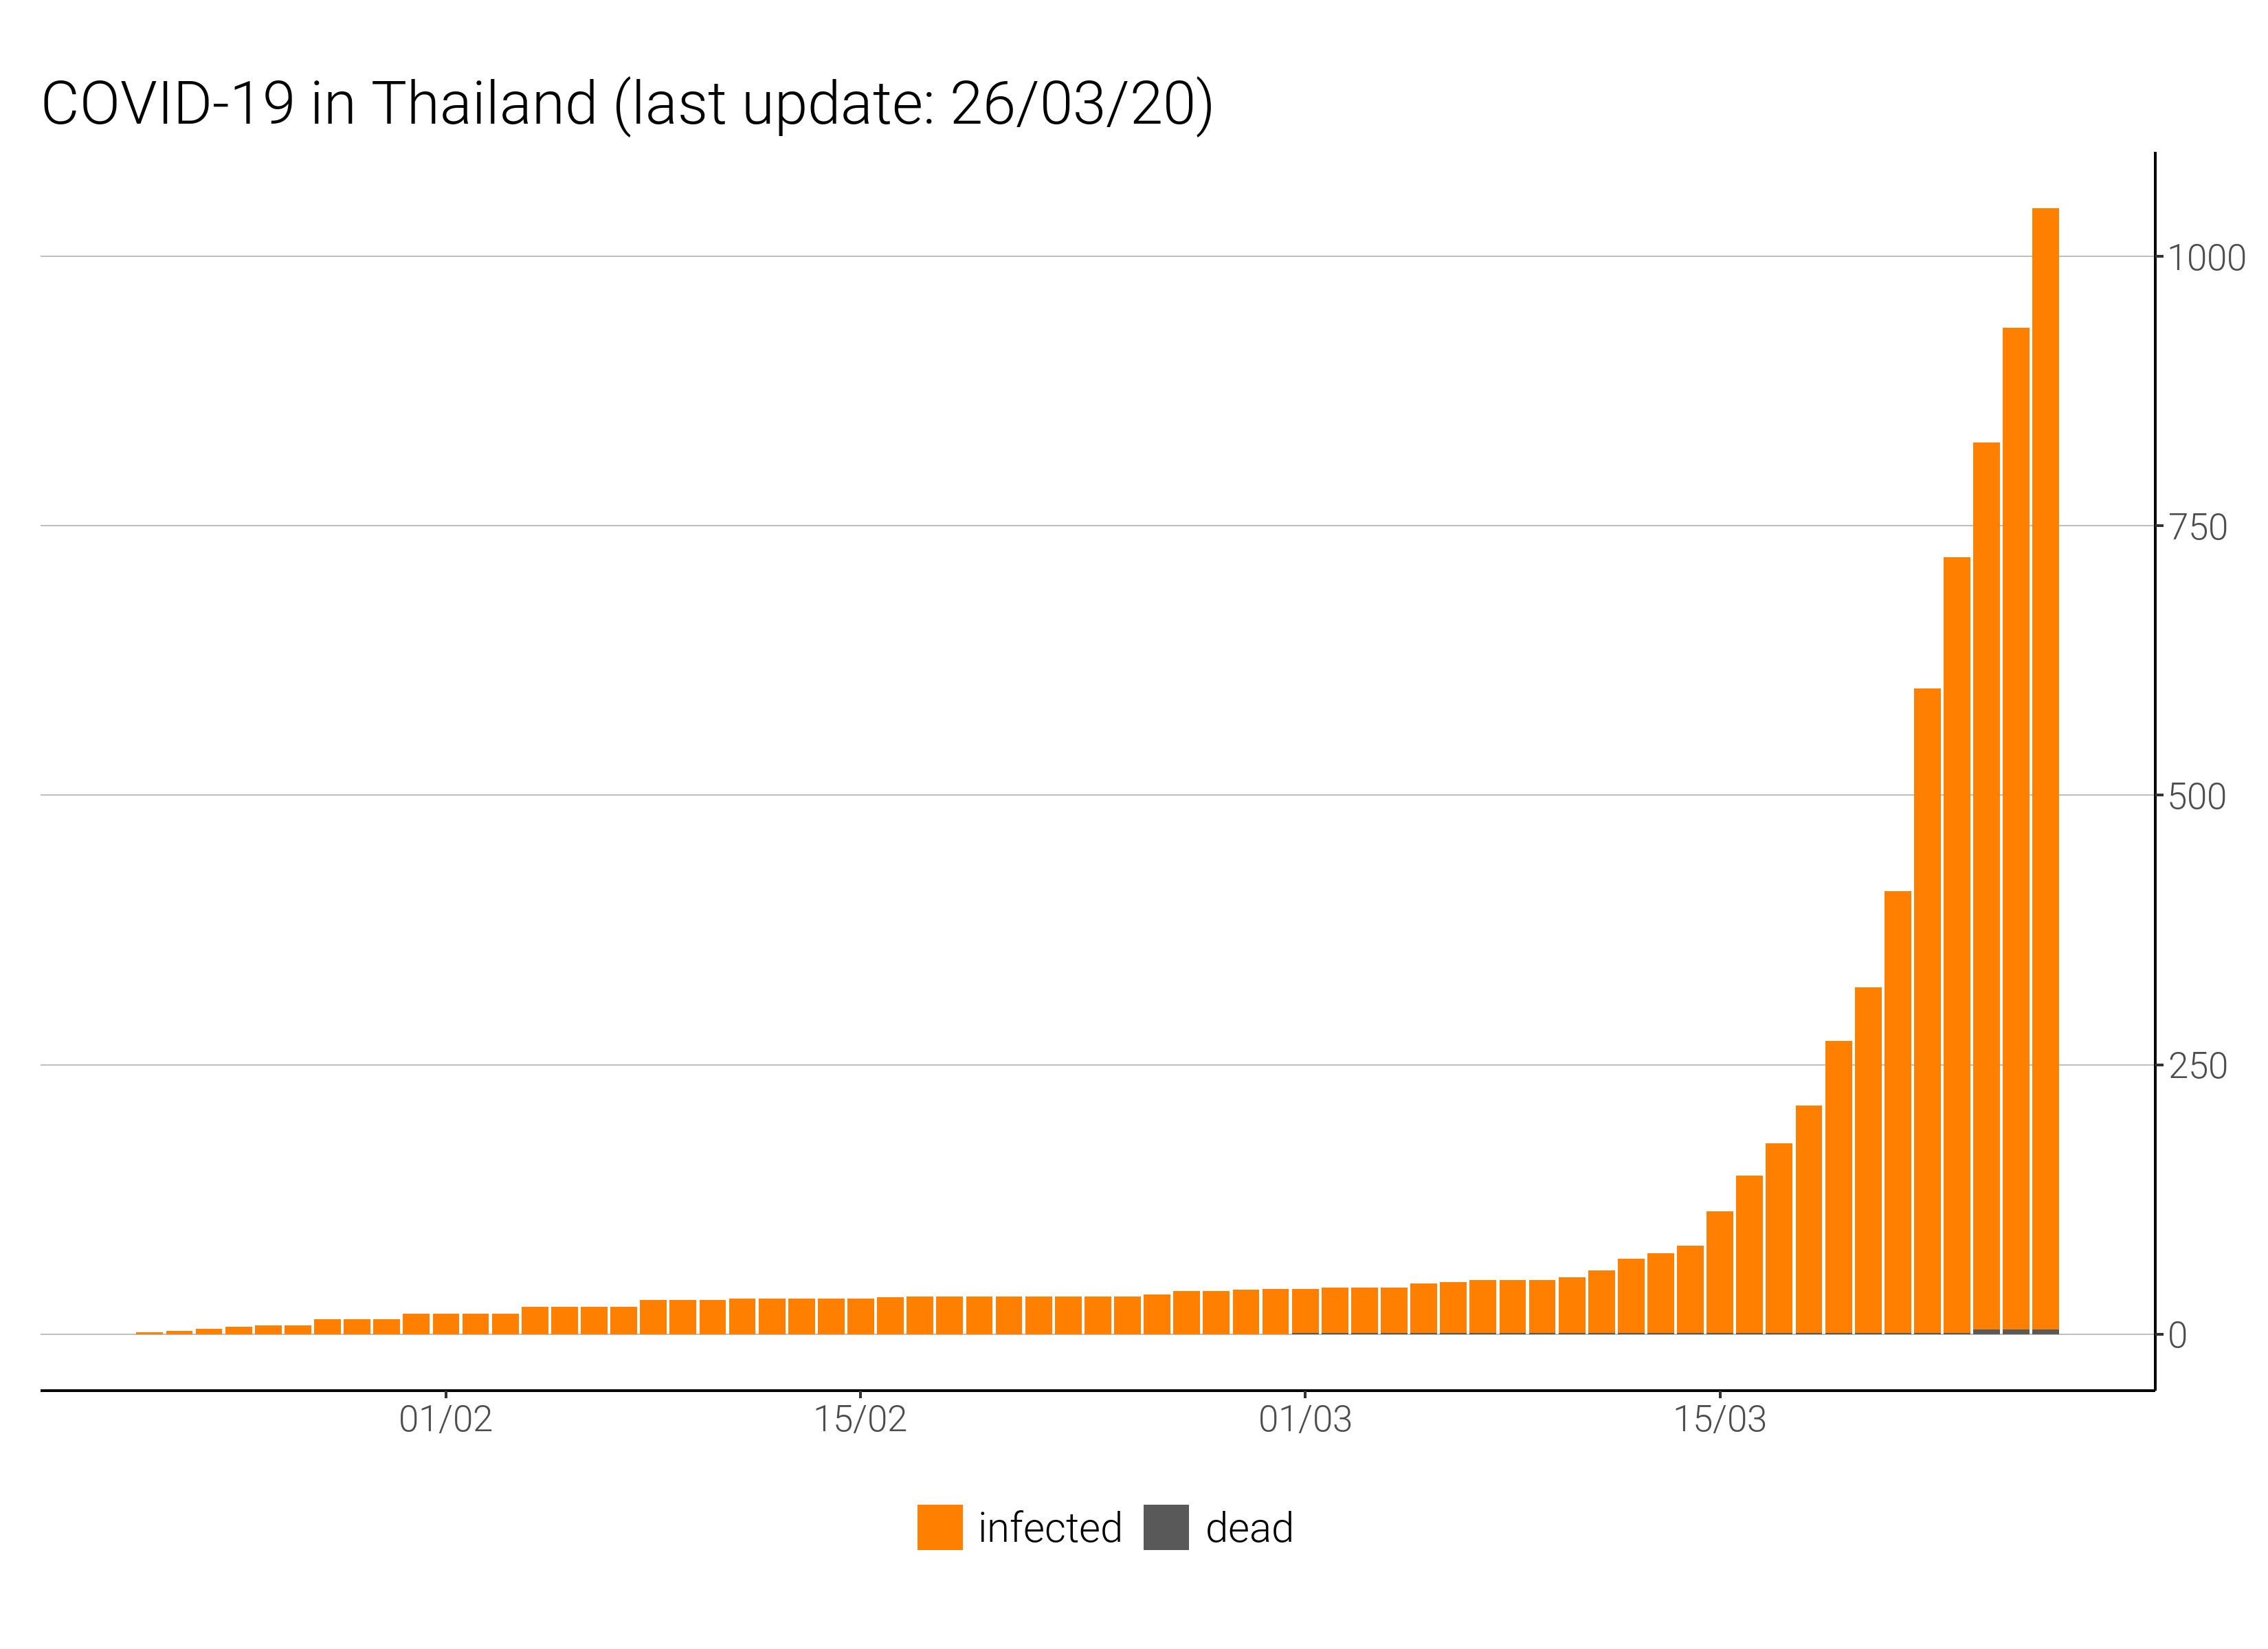 COVID-19 in Thailand (last update: 26/03/20)
1000
750
500
250
0
01/02 15/02 01/03 15/03
infected dead